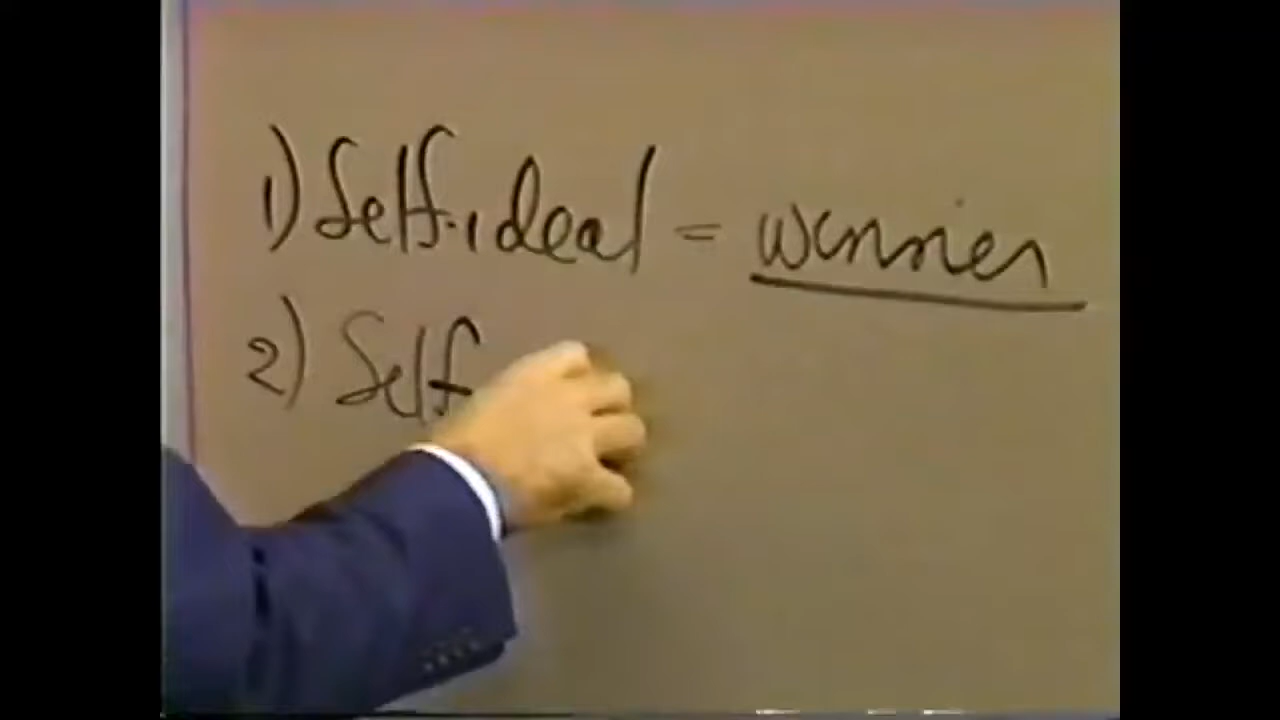 1) Self-ideal = winner
2) Self